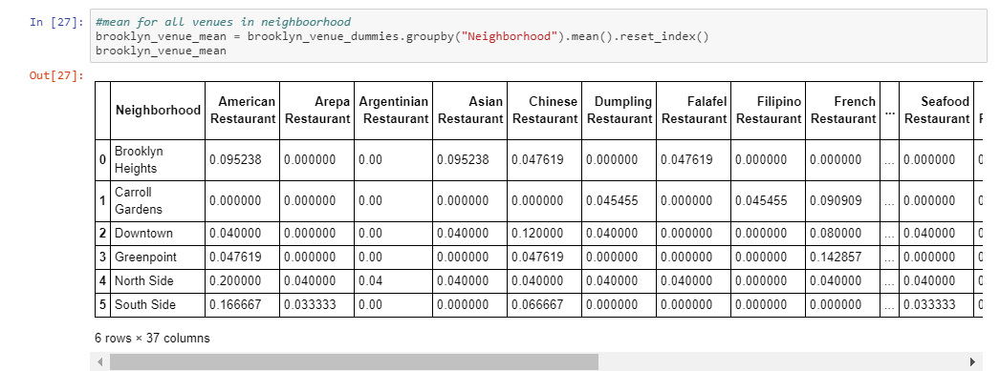 In [27]: #mean for all venues in neighboorhood
brooklyn_venue_mean = brooklyn_venue_dummies.groupby("Neighborhood").mean().reset_index()
brooklyn_venue_mean
Out[27]:
Neighborhood American Restaurant Arepa Restaurant Argentinian Restaurant Asian Restaurant Chinese Restaurant Dumpling Restaurant Falafel Restaurant Filipino Restaurant French Restaurant ... Seafood Restaurant
0 Brooklyn Heights 0.095238 0.000000 0.00 0.095238 0.047619 0.000000 0.047619 0.000000 0.000000 ... 0.000000
1 Carroll Gardens 0.000000 0.000000 0.00 0.000000 0.000000 0.045455 0.000000 0.045455 0.090909 ... 0.000000
2 Downtown 0.040000 0.000000 0.00 0.040000 0.120000 0.040000 0.000000 0.000000 0.080000 ... 0.040000
3 Greenpoint 0.047619 0.000000 0.00 0.000000 0.047619 0.000000 0.000000 0.000000 0.142857 ... 0.000000
4 North Side 0.200000 0.040000 0.04 0.040000 0.040000 0.040000 0.040000 0.000000 0.040000 ... 0.040000
5 South Side 0.166667 0.033333 0.00 0.000000 0.066667 0.000000 0.000000 0.000000 0.000000 ... 0.033333
6 rows × 37 columns